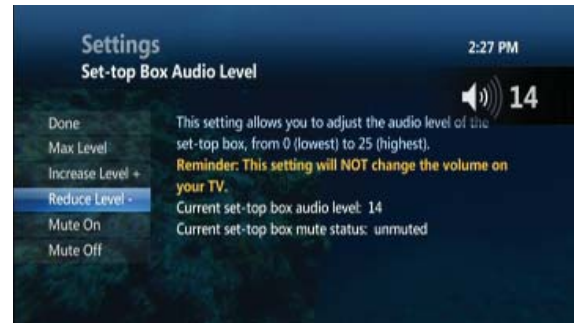 Settings
2:27 PM
Set-top Box Audio Level
14
Done
Max Level
Increase Level +
Reduce Level -
Mute On
Mute Off
This setting allows you to adjust the audio level of the
set-top box, from 0 (lowest) to 25 (highest).
Reminder: This setting will NOT change the volume on
your TV.
Current set-top box audio level: 14
Current set-top box mute status: unmuted